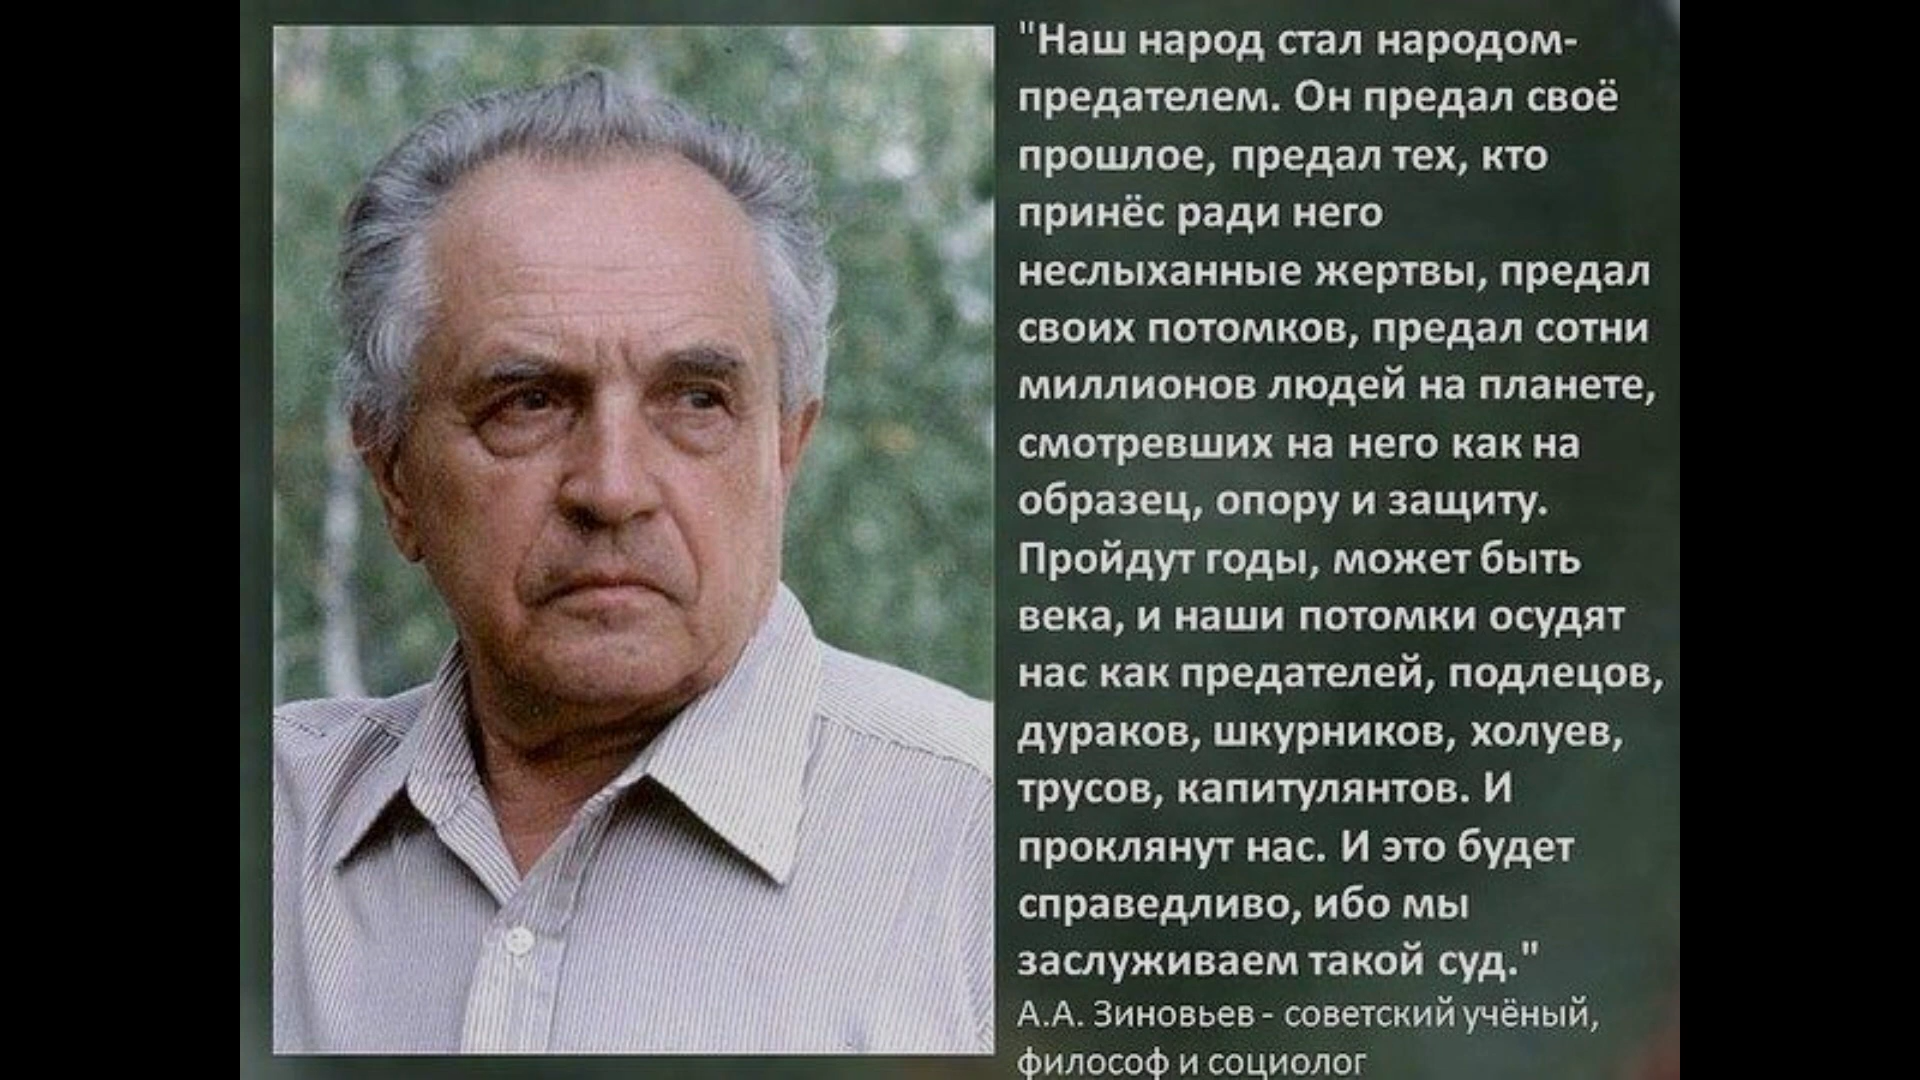 "Наш народ стал народом-
предателем. Он предал своё
прошлое, предал тех, кто
принёс ради него
неслыханные жертвы, предал
своих потомков, предал сотни
миллионов людей на планете,
смотревших на него как на
образец, опору и защиту.
Пройдут годы, может быть
века, и наши потомки осудят
нас как предателей, подлецов,
дураков, шкурников, холуев,
трусов, капитулянтов. И
проклянут нас. И это будет
справедливо, ибо мы
заслуживаем такой суд."
А.А. Зиновьев - советский учёный,
философ и социолог